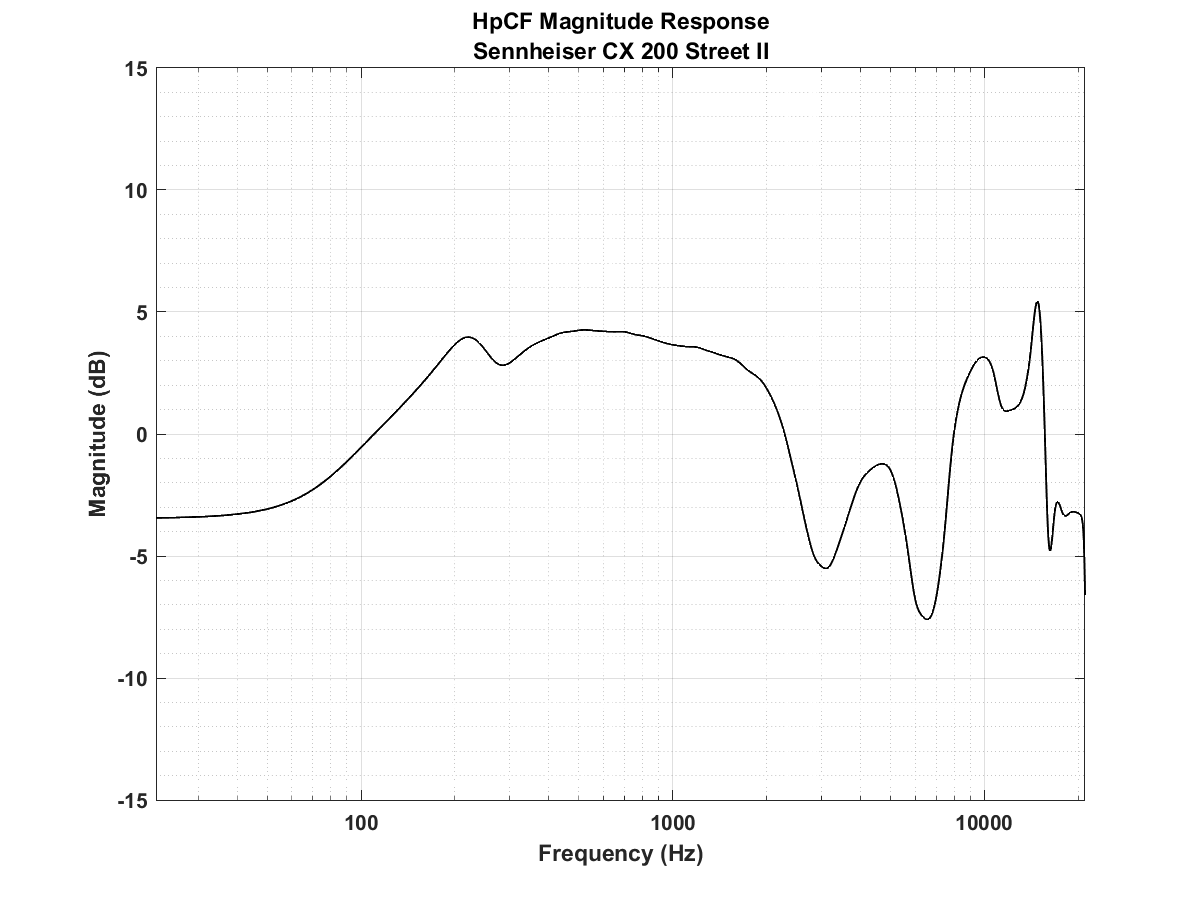 HpCF Magnitude Response
Sennheiser CX 200 Street II
15
10
5
0
-5
-10
-15
Magnitude (dB)
100
1000
10000
Frequency (Hz)